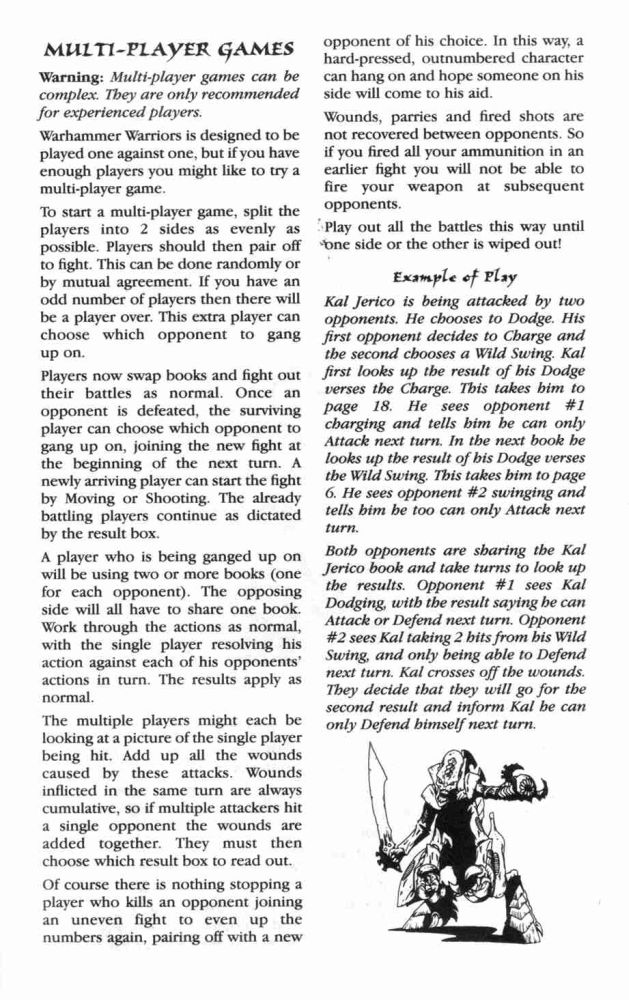 MULTI-PLAYER GAMES
Warning: Multi-player games can be
complex. They are only recommended
for experienced players.
Warhammer Warriors is designed to be
played one against one, but if you have
enough players you might like to try a
multi-player game.
To start a multi-player game, split the
players into 2 sides as evenly as
possible. Players should then pair off
to fight. This can be done randomly or
by mutual agreement. If you have an
odd number of players then there will
be a player over. This extra player can
choose which opponent to gang
up on.
Players now swap books and fight out
their battles as normal. Once an
opponent is defeated, the surviving
player can choose which opponent to
gang up on, joining the new fight at
the beginning of the next turn. A
newly arriving player can start the fight
by Moving or Shooting. The already
battling players continue as dictated
by the result box.
A player who is being ganged up on
will be using two or more books (one
for each opponent). The opposing
side will all have to share one book.
Work through the actions as normal,
with the single player resolving his
action against each of his opponents'
actions in turn. The results apply as
normal.
The multiple players might each be
looking at a picture of the single player
being hit. Add up all the wounds
caused by these attacks. Wounds
inflicted in the same turn are always
cumulative, so if multiple attackers hit
a single opponent the wounds are
added together. They must then
choose which result box to read out.
Of course there is nothing stopping a
player who kills an opponent joining
an uneven fight to even up the
numbers again, pairing off with a new
opponent of his choice. In this way, a
hard-pressed, outnumbered character
can hang on and hope someone on his
side will come to his aid.
Wounds, parries and fired shots are
not recovered between opponents. So
if you fired all your ammunition in an
earlier fight you will not be able to
fire your weapon at subsequent
opponents.
Play out all the battles this way until
one side or the other is wiped out!
Example of Play
Kal Jerico is being attacked by two
opponents. He chooses to Dodge. His
first opponent decides to Charge and
the second chooses a Wild Swing. Kal
first looks up the result of his Dodge
verses the Charge. This takes him to
page 18. He sees opponent #1
charging and tells him he can only
Attack next turn. In the next book he
looks up the result of his Dodge verses
the Wild Swing. This takes him to page
6. He sees opponent #2 swinging and
tells him he too can only Attack next
turn.
Both opponents are sharing the Kal
Jerico book and take turns to look up
the results. Opponent #1 sees Kal
Dodging, with the result saying he can
Attack or Defend next turn. Opponent
#2 sees Kal taking 2 hits from his Wild
Swing, and only being able to Defend
next turn. Kal crosses off the wounds.
They decide that they will go for the
second result and inform Kal he can
only Defend himself next turn.